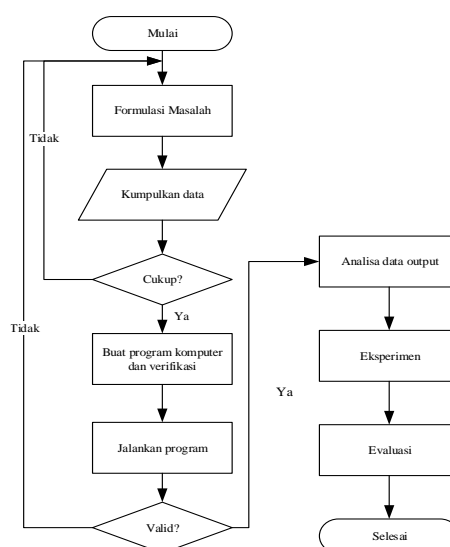 Mulai
Formulasi Masalah
Tidak
Kumpulkan data
Cukup?
Ya
Tidak
Buat program komputer
dan verifikasi
Jalankan program
Valid?
Ya
Analisa data output
Eksperimen
Evaluasi
Selesai